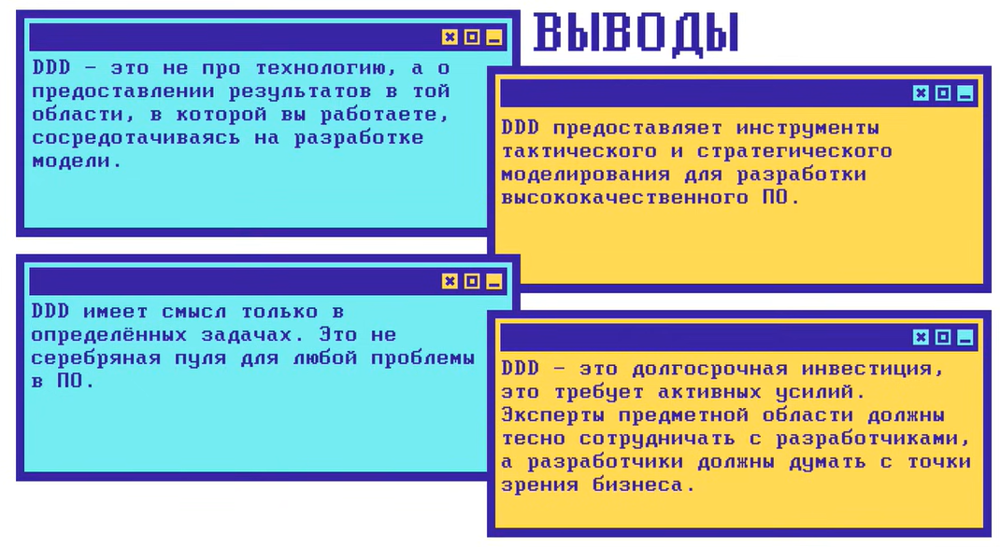 ВЫВОДЫ
DDD – это не про технологию, а о
предоставлении результатов в той
области, в которой вы работаете,
сосредотачиваясь на разработке
модели.
DDD предоставляет инструменты
тактического и стратегического
моделирования для разработки
высококачественного ПО.
DDD имеет смысл только в
определённых задачах. Это не
серебряная пуля для любой проблемы
в ПО.
DDD – это долгосрочная инвестиция,
это требует активных усилий.
Эксперты предметной области должны
тесно сотрудничать с разработчиками,
а разработчики должны думать с точки
зрения бизнеса.